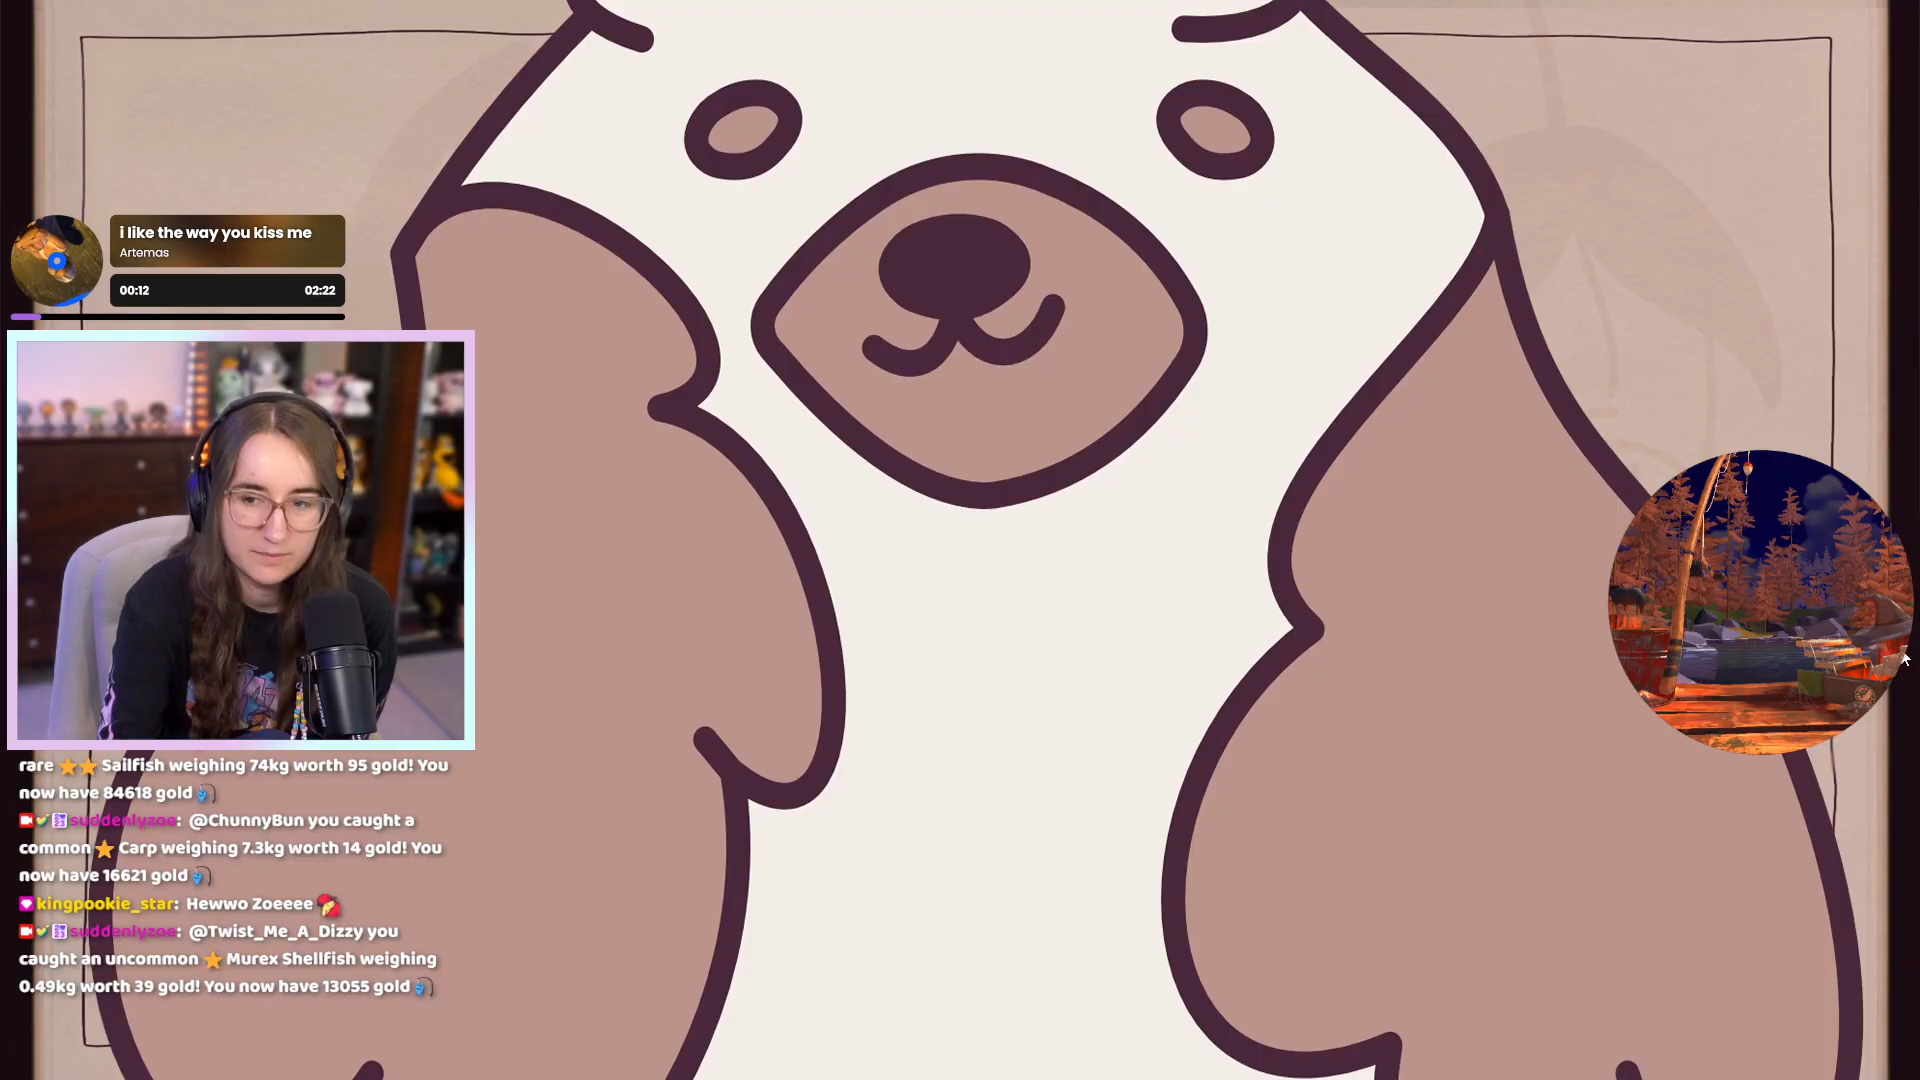 i like the way you kiss me
Artemas
00:12 02:22
rare ⭐⭐ Sailfish weighing 74kg worth 95 gold! You
now have 84618 gold
suddenlyzoe: @ChunnyBun you caught a
common ⭐ Carp weighing 7.3kg worth 14 gold! You
now have 16621 gold
kingpookie_star: Hewwo Zoeeee
suddenlyzoe: @Twist_Me_A_Dizzy you
caught an uncommon ⭐ Murex Shellfish weighing
0.49kg worth 39 gold! You now have 13055 gold